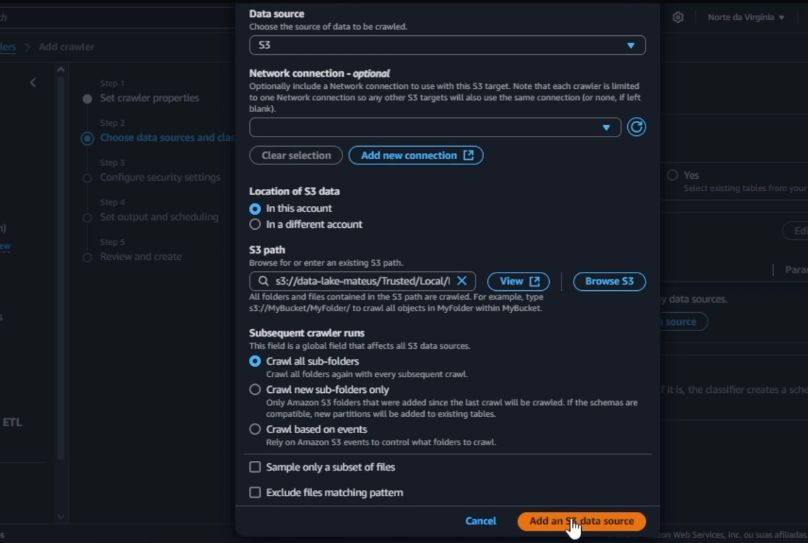 Data source
Choose the source of data to be crawled.
S3
Norte da Virgínia
Add crawler
Network connection - optional
Optionally include a Network connection to use with this S3 target. Note that each crawler is limited
to one Network connection so any other S3 targets will also use the same connection (or none, if left
blank).
Clear selection
Add new connection
Step 1
Set crawler properties
Step 2
Choose data sources and clas
Step 3
Configure security settings
Step 4
Set output and scheduling
Step 5
Review and create
Location of S3 data
In this account
In a different account
S3 path
Browse for or enter an existing S3 path.
s3://data-lake-mateus/Trusted/Local/
View
Browse S3
All folders and files contained in the S3 path are crawled. For example, type
s3://MyBucket/MyFolder/ to crawl all objects in MyFolder within MyBucket.
Subsequent crawler runs
This field is a global field that affects all S3 data sources.
Crawl all sub-folders
Crawl all folders again with every subsequent crawl.
Crawl new sub-folders only
Only Amazon S3 folders that were added since the last crawl will be crawled. If the schemas are
compatible, new partitions will be added to existing tables.
Crawl based on events
Rely on Amazon S3 events to control what folders to crawl.
Sample only a subset of files
Exclude files matching pattern
Cancel
Add an S3 data source
Yes
Select existing tables from your
Edi
Para
y data sources.
source
f it is, the classifier creates a sche
ETL
on Web Services, Inc. ou suas afiliadas